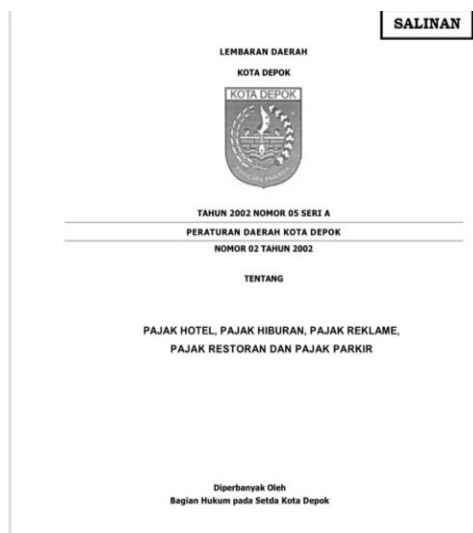 SALINAN
LEMBARAN DAERAH
KOTA DEPOK
KOTA DEPOK
TAHUN 2002 NOMOR 05 SERI A
PERATURAN DAERAH KOTA DEPOK
NOMOR 02 TAHUN 2002
TENTANG
PAJAK HOTEL, PAJAK HIBURAN, PAJAK REKLAME,
PAJAK RESTORAN DAN PAJAK PARKIR
Diperbanyak Oleh
Bagian Hukum pada Setda Kota Depok